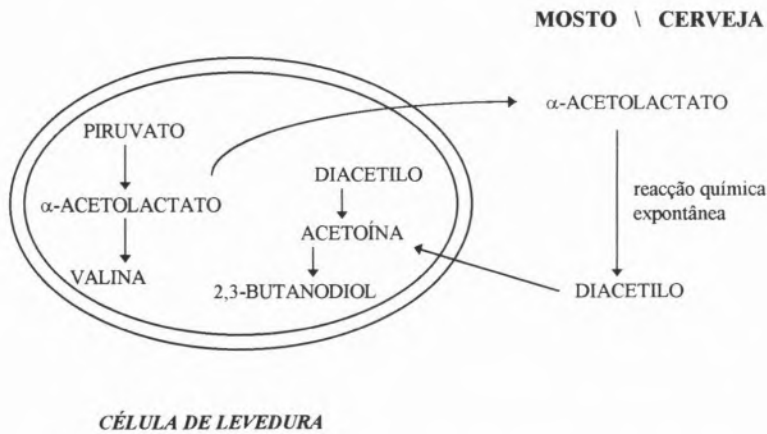 MOSTO \ CERVEJA
α-ACETOLACTATO
PIRUVATO
DIACETILO
α-ACETOLACTATO
reacção química
expontânea
ACETOÍNA
VALINA
2,3-BUTANODIOL
DIACETILO
CÉLULA DE LEVEDURA